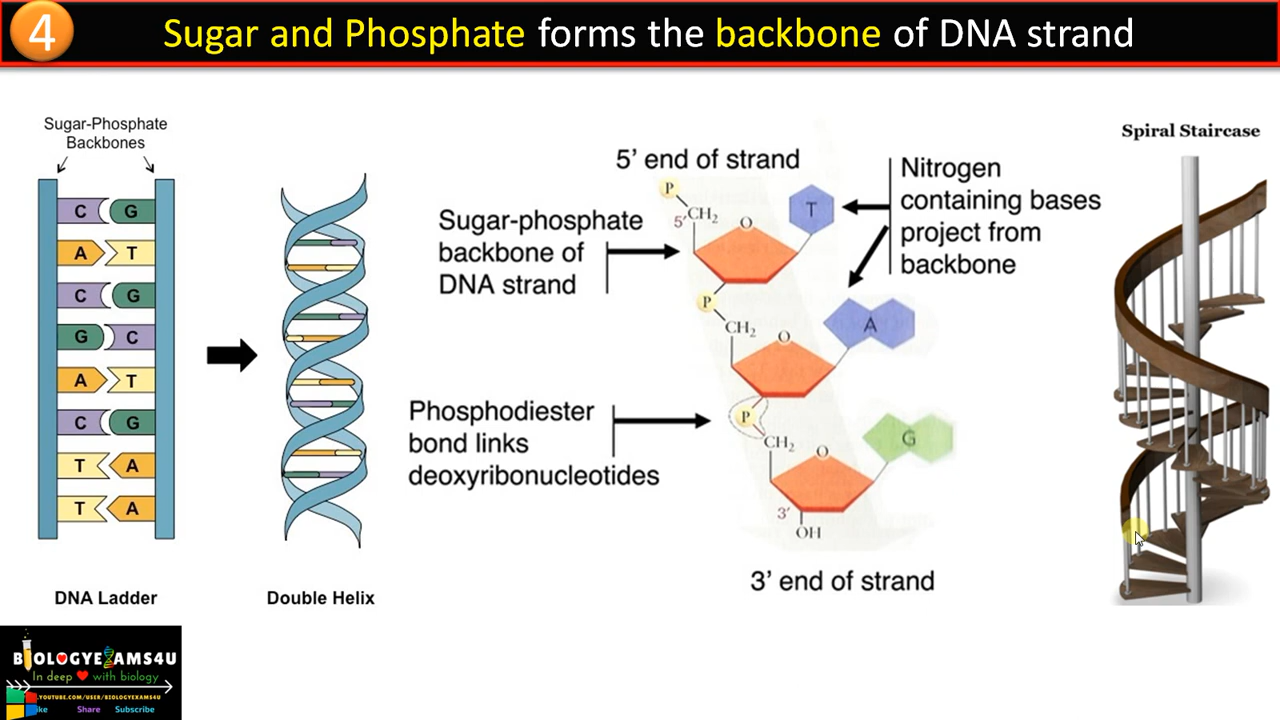 4
Sugar and Phosphate forms the backbone of DNA strand
Sugar-Phosphate
Backbones
C G
A T
C G
G C
A T
C G
T A
T A
DNA Ladder
Double Helix
5’ end of strand
P
5'
CH2
O
T
Sugar-phosphate
backbone of
DNA strand
Nitrogen
containing bases
project from
backbone
P
CH2
O
A
Phosphodiester
bond links
deoxyribonucleotides
P
CH2
O
G
3'
OH
3’ end of strand
Spiral Staircase
BIOLOGYEXAMS4U
In deep with biology
.YOUTUBE.COM/USER/BIOLOGYEXAMS4U
Share Subscribe